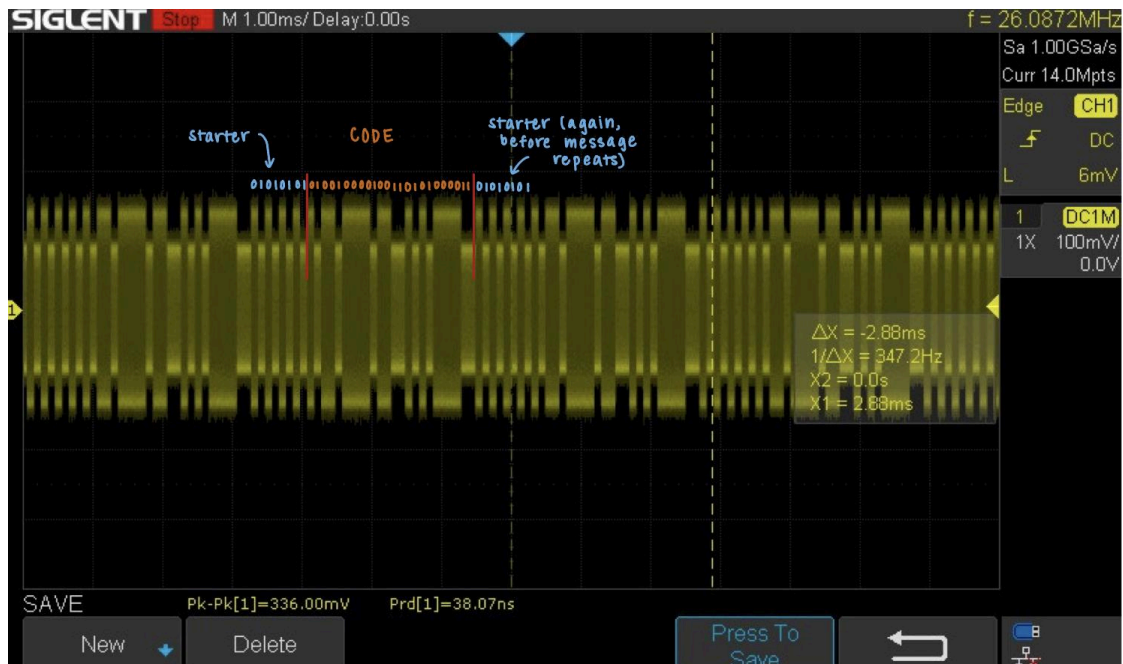 SIGLENT Stop M 1.00ms/ Delay:0.00s f = 26.0872MHz
Sa 1.00GSa/s
Curr 14.0Mpts
Edge CH1
DC
L 6mV
1 DC1M
1X 100mV/
0.0V
starter
CODE
starter (again,
before message
repeats)
01010101 010010000100110101000011 01010101
1
ΔX = -2.88ms
1/ΔX = 347.2Hz
X2 = 0.0s
X1 = 2.88ms
SAVE Pk-Pk[1]=336.00mV Prd[1]=38.07ns
New Delete
Press To
Save